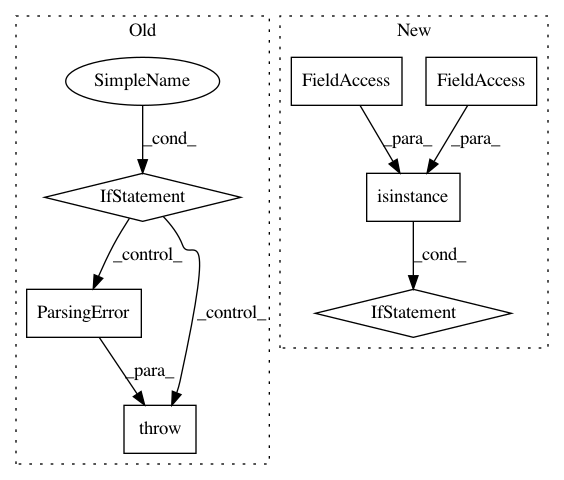 Old
New
SimpleName
FieldAccess
FieldAccess
_cond_
_para_
_para_
IfStatement
isinstance
_control_
_cond_
ParsingError
_control_
IfStatement
_para_
throw